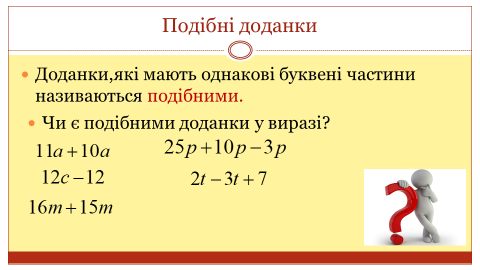 Подібні доданки
Доданки,які мають однакові буквені частини
називаються подібними.
Чи є подібними доданки у виразі?
11a+10a
25p+10p−3p
12c−12
2t−3t+7
16m+15m